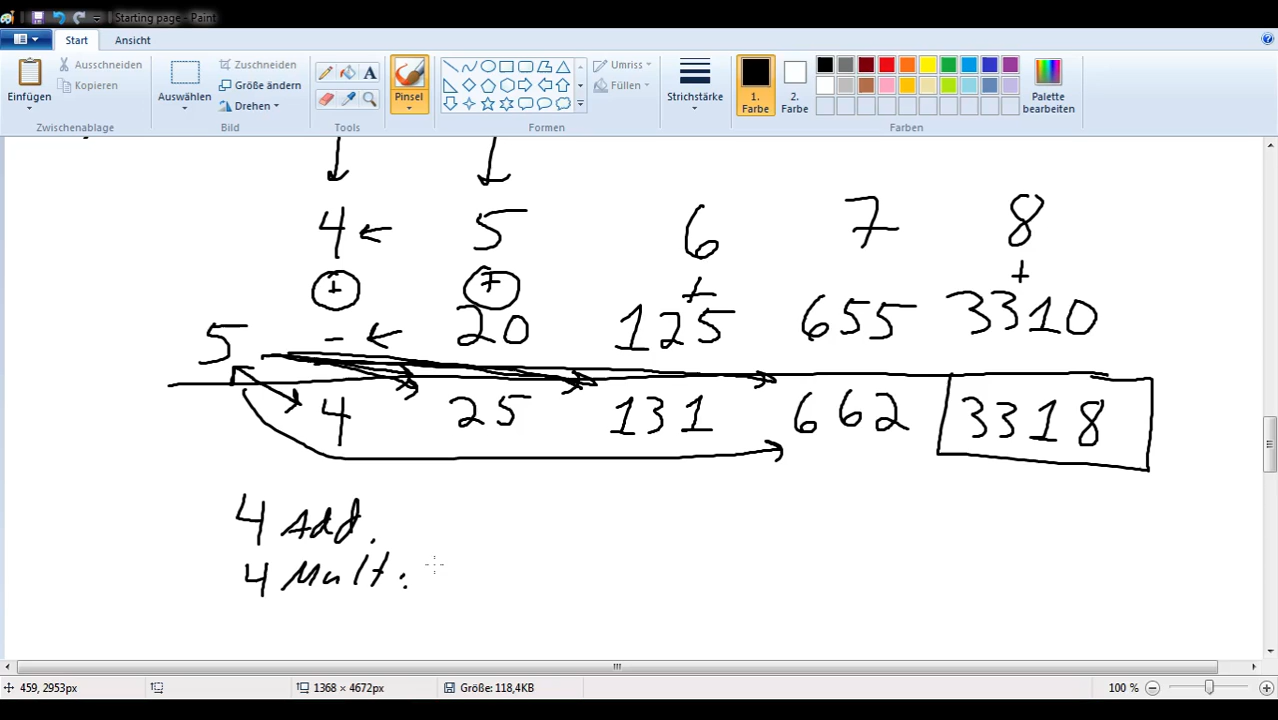 Starting page - Paint
Start Ansicht
Einfügen
Ausschneiden
Kopieren
Zwischenablage
Auswählen
Zuschneiden
Größe ändern
Drehen
Bild
A
Tools
Pinsel
Umriss
Füllen
Formen
Strichstärke
1. Farbe
2. Farbe
Palette bearbeiten
Farben
4 5 6 7 8
+ + + +
5 - 20 125 655 3310
4 25 131 662 3318
4 Add.
4 Mult.
459, 2953px 1368 × 4672px Größe: 118,4KB 100 %